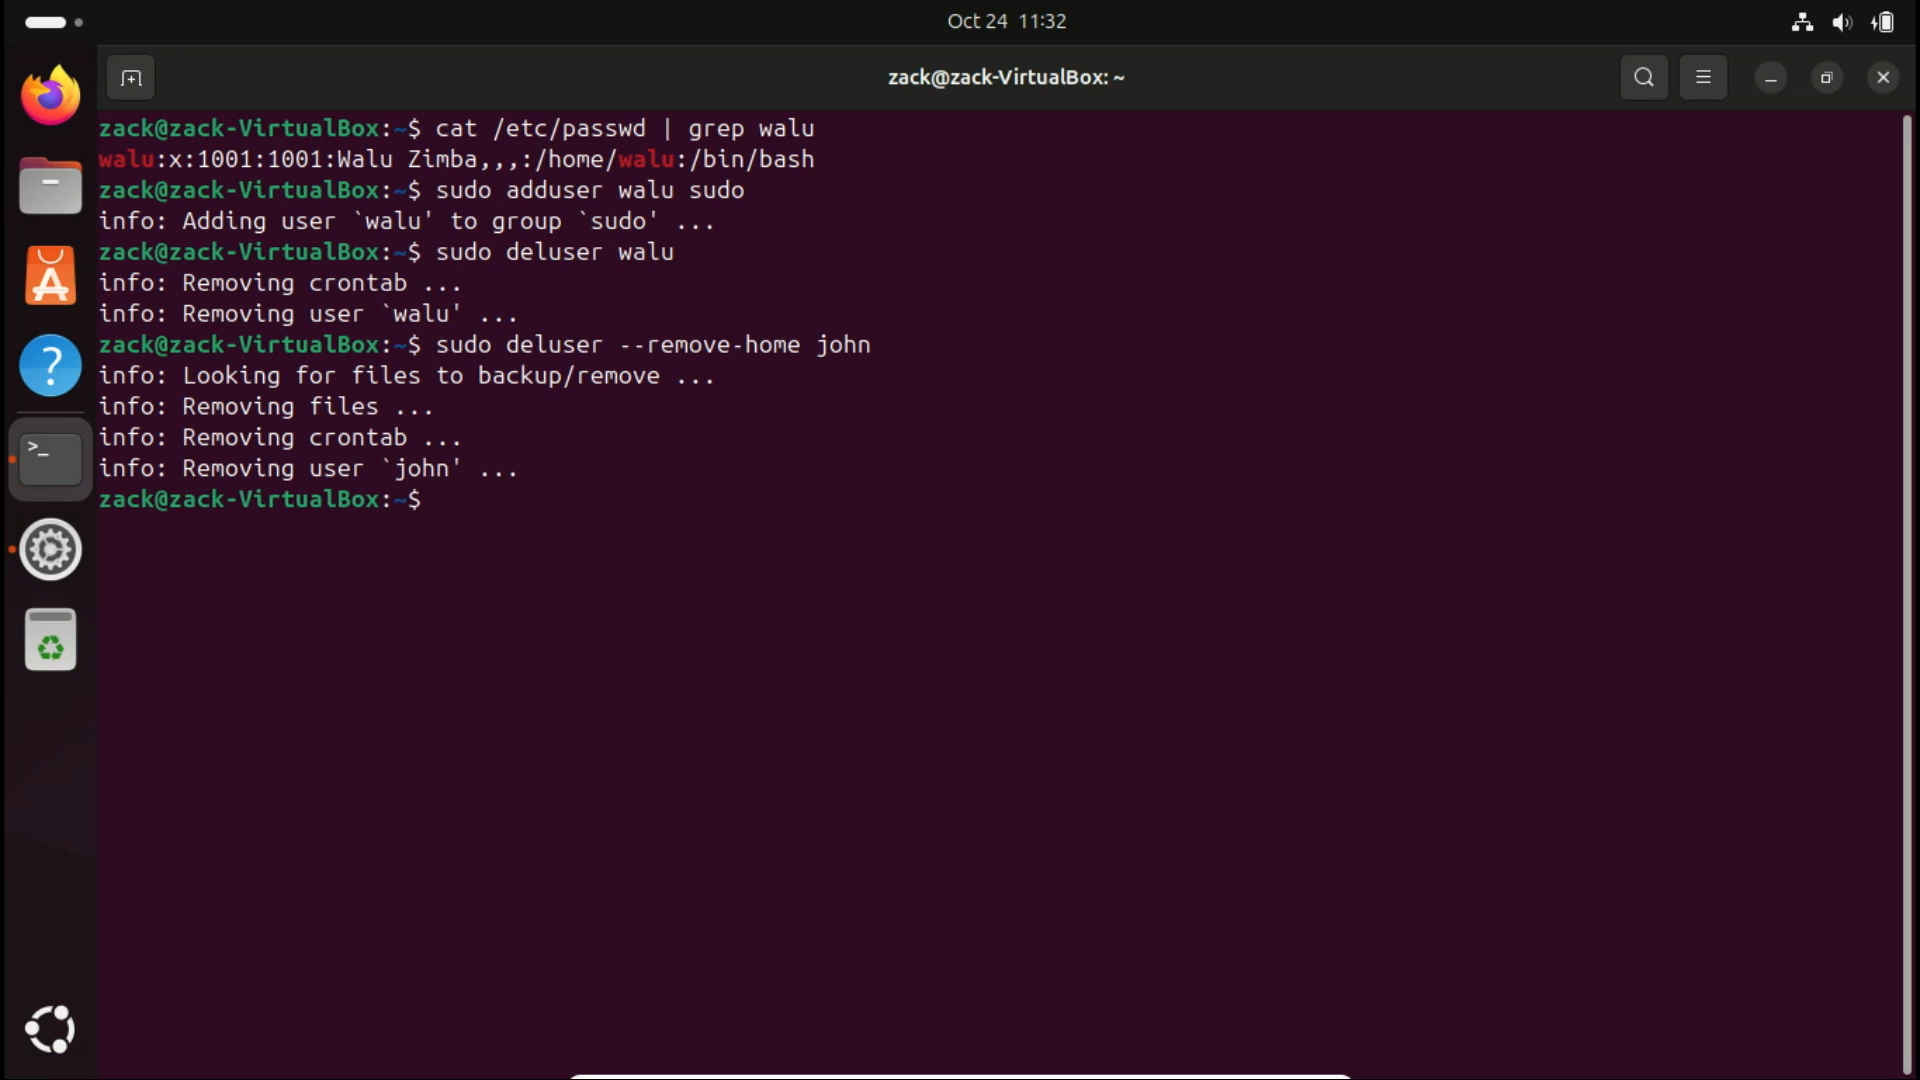 Oct 24 11:32
zack@zack-VirtualBox: ~
zack@zack-VirtualBox:~$ cat /etc/passwd | grep walu
walu:x:1001:1001:Walu Zimba,,,:/home/walu:/bin/bash
zack@zack-VirtualBox:~$ sudo adduser walu sudo
info: Adding user `walu' to group `sudo' ...
zack@zack-VirtualBox:~$ sudo deluser walu
info: Removing crontab ...
info: Removing user `walu' ...
zack@zack-VirtualBox:~$ sudo deluser --remove-home john
info: Looking for files to backup/remove ...
info: Removing files ...
info: Removing crontab ...
info: Removing user `john' ...
zack@zack-VirtualBox:~$